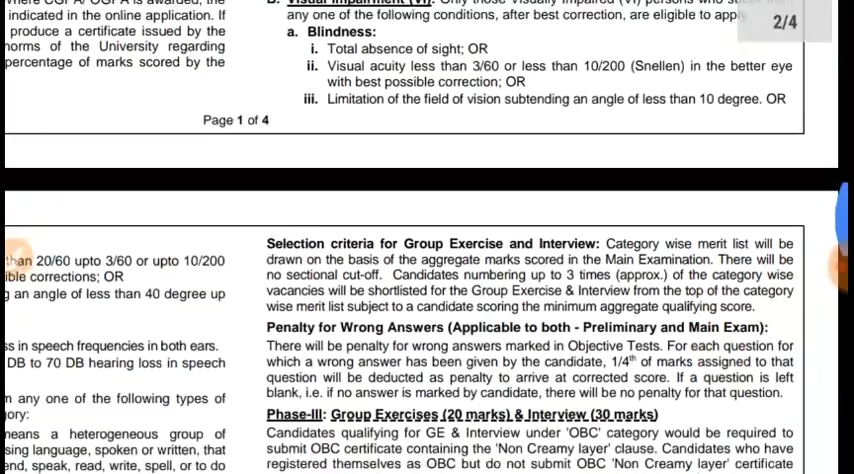 where CGPA/ OGPA is awarded, the
indicated in the online application. If
produce a certificate issued by the
norms of the University regarding
percentage of marks scored by the
Visual Impairment (VI): Only those Visually Impaired (VI) persons who
any one of the following conditions, after best correction, are eligible to apply
2/4
a. Blindness:
i. Total absence of sight; OR
ii. Visual acuity less than 3/60 or less than 10/200 (Snellen) in the better eye
with best possible correction; OR
iii. Limitation of the field of vision subtending an angle of less than 10 degree. OR
Page 1 of 4
than 20/60 upto 3/60 or upto 10/200
ible corrections; OR
g an angle of less than 40 degree up
ss in speech frequencies in both ears.
DB to 70 DB hearing loss in speech
n any one of the following types of
ory:
means a heterogeneous group of
sing language, spoken or written, that
end, speak, read, write, spell, or to do
Selection criteria for Group Exercise and Interview: Category wise merit list will be
drawn on the basis of the aggregate marks scored in the Main Examination. There will be
no sectional cut-off. Candidates numbering up to 3 times (approx.) of the category wise
vacancies will be shortlisted for the Group Exercise & Interview from the top of the category
wise merit list subject to a candidate scoring the minimum aggregate qualifying score.
Penalty for Wrong Answers (Applicable to both - Preliminary and Main Exam):
There will be penalty for wrong answers marked in Objective Tests. For each question for
which a wrong answer has been given by the candidate, 1/4th of marks assigned to that
question will be deducted as penalty to arrive at corrected score. If a question is left
blank, i.e. if no answer is marked by candidate, there will be no penalty for that question.
Phase-III: Group Exercises (20 marks) & Interview (30 marks)
Candidates qualifying for GE & Interview under 'OBC' category would be required to
submit OBC certificate containing the 'Non Creamy layer' clause. Candidates who have
registered themselves as OBC but do not submit OBC 'Non Creamy layer' certificate